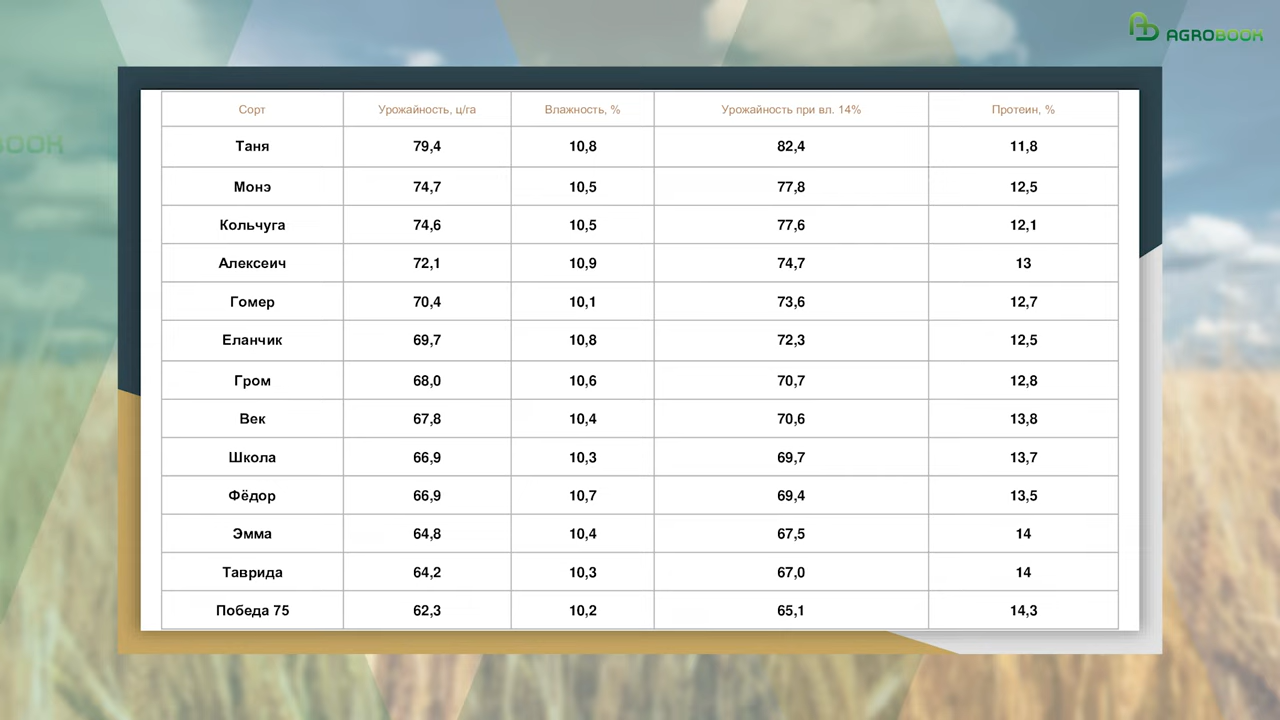 AGROBOOK
BOOK
Сорт Урожайность, ц/га Влажность, % Урожайность при вл. 14% Протеин, %
Таня 79,4 10,8 82,4 11,8
Монэ 74,7 10,5 77,8 12,5
Кольчуга 74,6 10,5 77,6 12,1
Алексеич 72,1 10,9 74,7 13
Гомер 70,4 10,1 73,6 12,7
Еланчик 69,7 10,8 72,3 12,5
Гром 68,0 10,6 70,7 12,8
Век 67,8 10,4 70,6 13,8
Школа 66,9 10,3 69,7 13,7
Фёдор 66,9 10,7 69,4 13,5
Эмма 64,8 10,4 67,5 14
Таврида 64,2 10,3 67,0 14
Победа 75 62,3 10,2 65,1 14,3